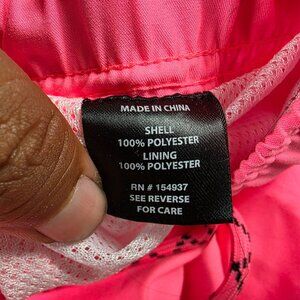 MADE IN CHINA
SHELL
100% POLYESTER
LINING
100% POLYESTER
RN # 154937
SEE REVERSE
FOR CARE